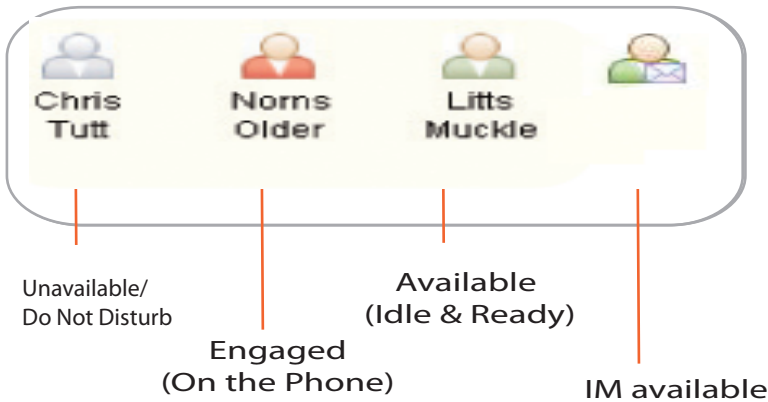 Chris
Tutt
Norns
Older
Litts
Muckle
Unavailable/
Do Not Disturb
Engaged
(On the Phone)
Available
(Idle & Ready)
IM available